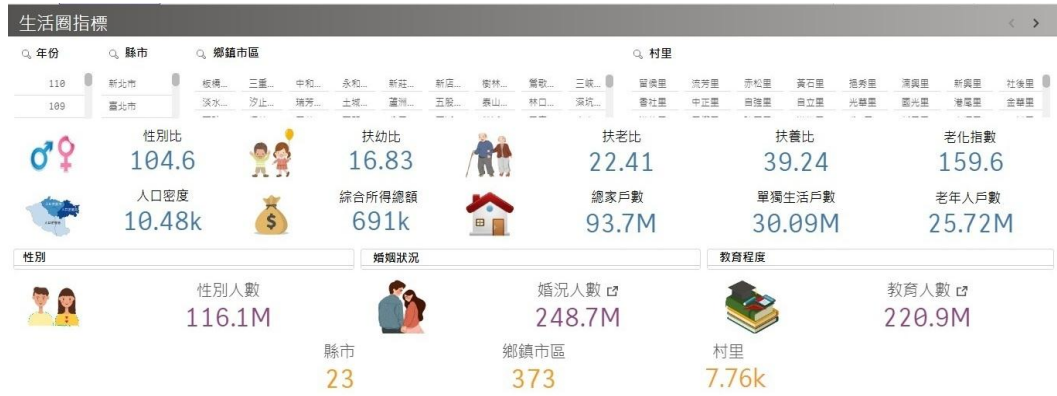 生活圈指標
年份 縣市 鄉鎮市區 村里
110 新北市 板橋... 三重... 中和... 永和... 新莊... 新店... 樹林... 鶯歌... 三峽... 留侯里 流芳里 赤松里 黃石里 挹秀里 湳興里 新興里 社後里
109 臺北市 淡水... 汐止... 瑞芳... 土城... 蘆洲... 五股... 泰山... 林口... 深坑... 香社里 中正里 自強里 自立里 光華里 國光里 港尾里 金華里
性別比 扶幼比 扶老比 扶養比 老化指數
104.6 16.83 22.41 39.24 159.6
人口密度 綜合所得總額 總家戶數 單獨生活戶數 老年人戶數
10.48k 691k 93.7M 30.09M 25.72M
性別 婚姻狀況 教育程度
性別人數 婚況人數 教育人數
116.1M 248.7M 220.9M
縣市 鄉鎮市區 村里
23 373 7.76k